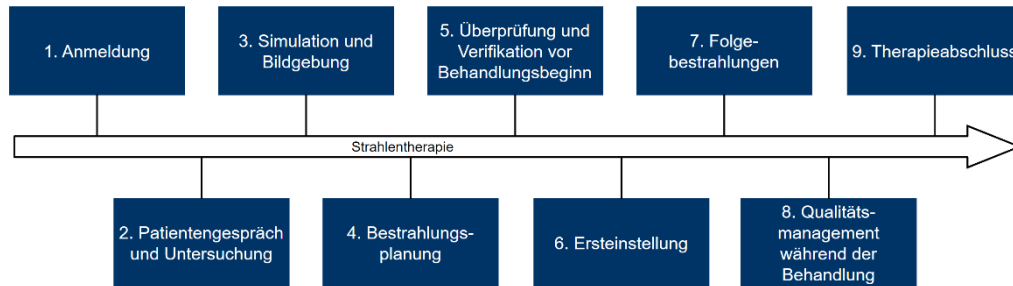 1. Anmeldung
3. Simulation und
Bildgebung
5. Überprüfung und
Verifikation vor
Behandlungsbeginn
7. Folge-
bestrahlungen
9. Therapieabschluss
Strahlentherapie
2. Patientengespräch
und Untersuchung
4. Bestrahlungs-
planung
6. Ersteinstellung
8. Qualitäts-
management
während der
Behandlung